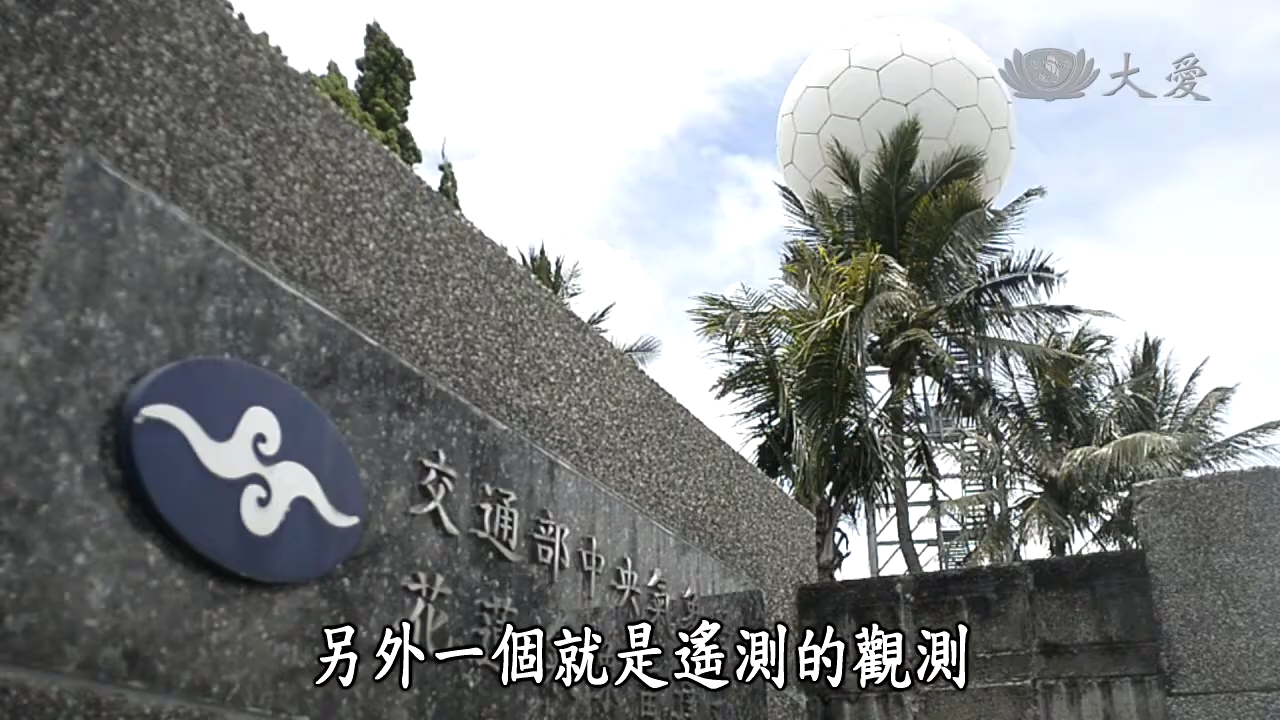 大愛
交通部中央氣象
花蓮
另外一個就是遙測的觀測